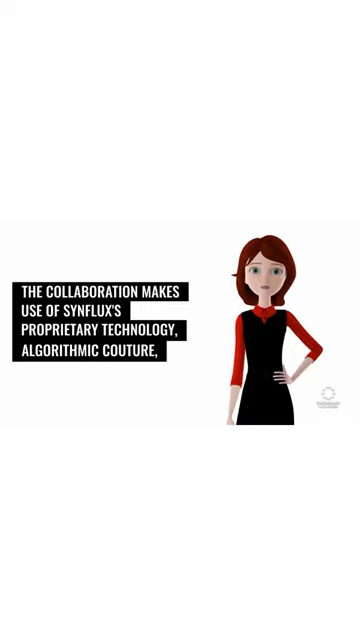 THE COLLABORATION MAKES
USE OF SYNFLUX'S
PROPRIETARY TECHNOLOGY,
ALGORITHMIC COUTURE,